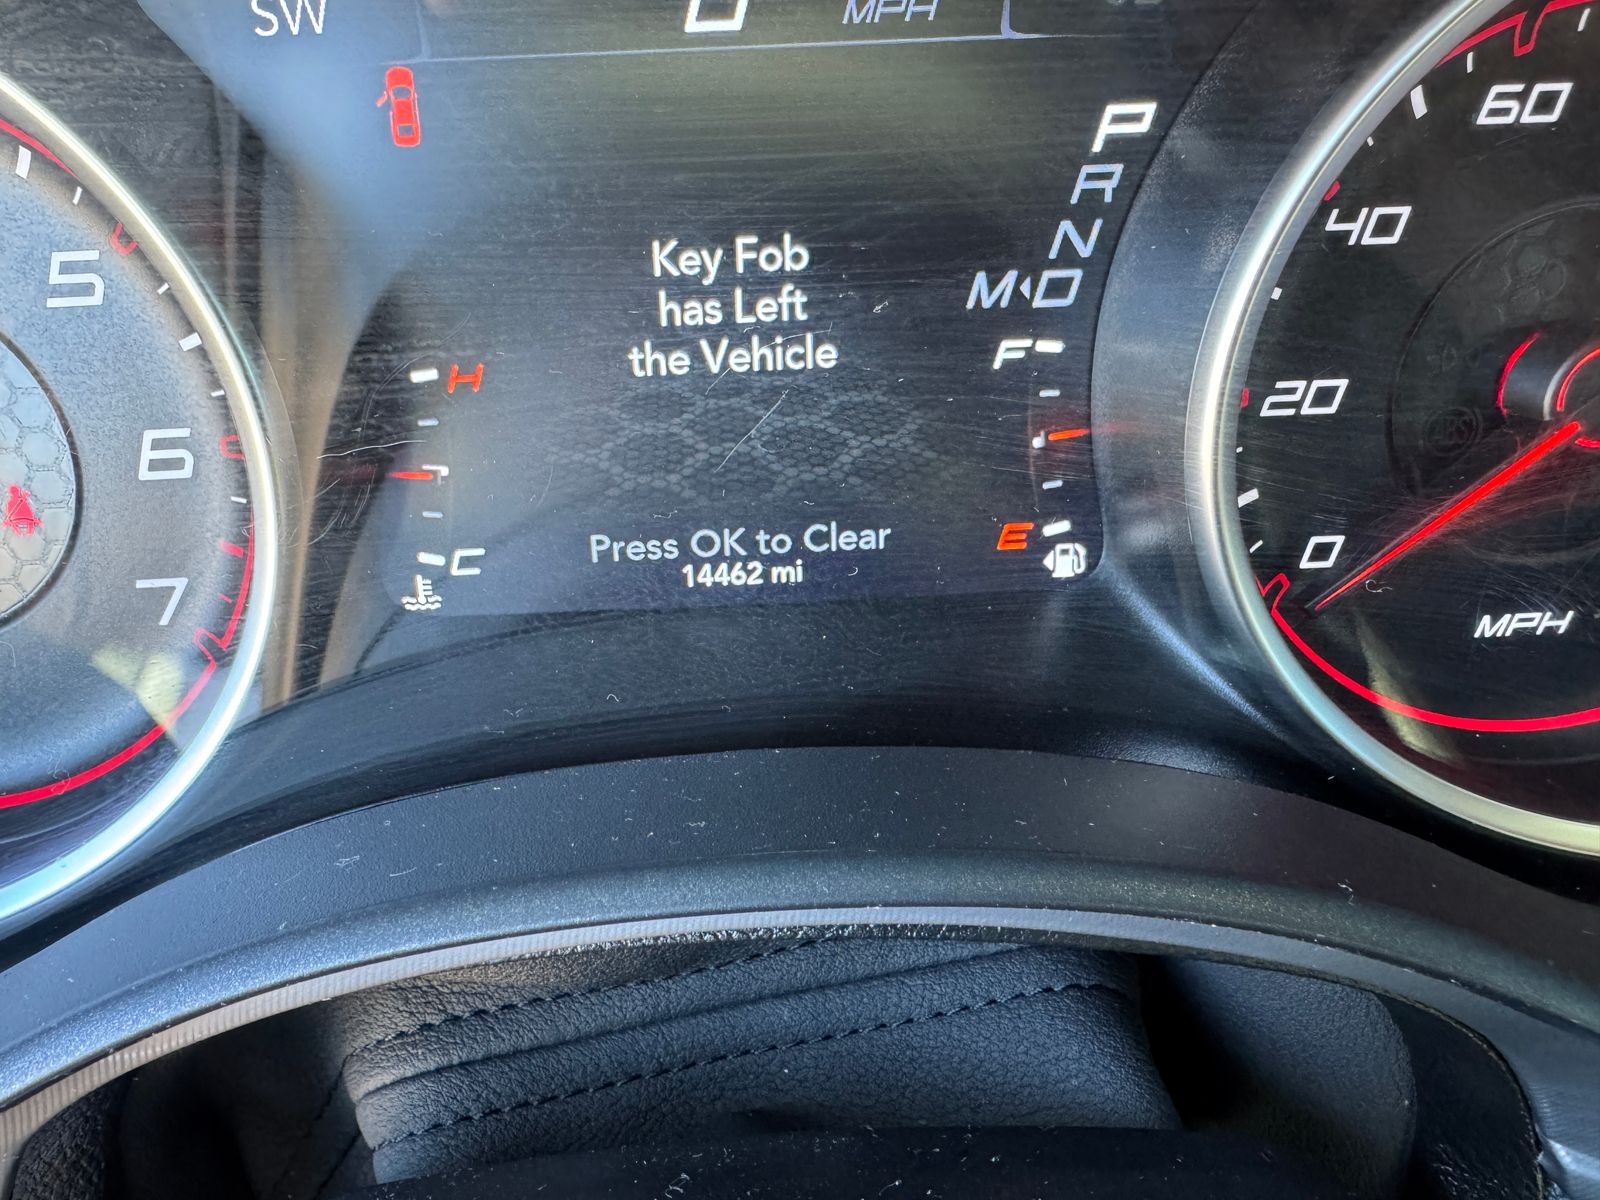 SW
0 MPH
P
R
N
M D
Key Fob
has Left
the Vehicle
H
F
Press OK to Clear
14462 mi
C
E
5
6
7
60
40
20
0
MPH